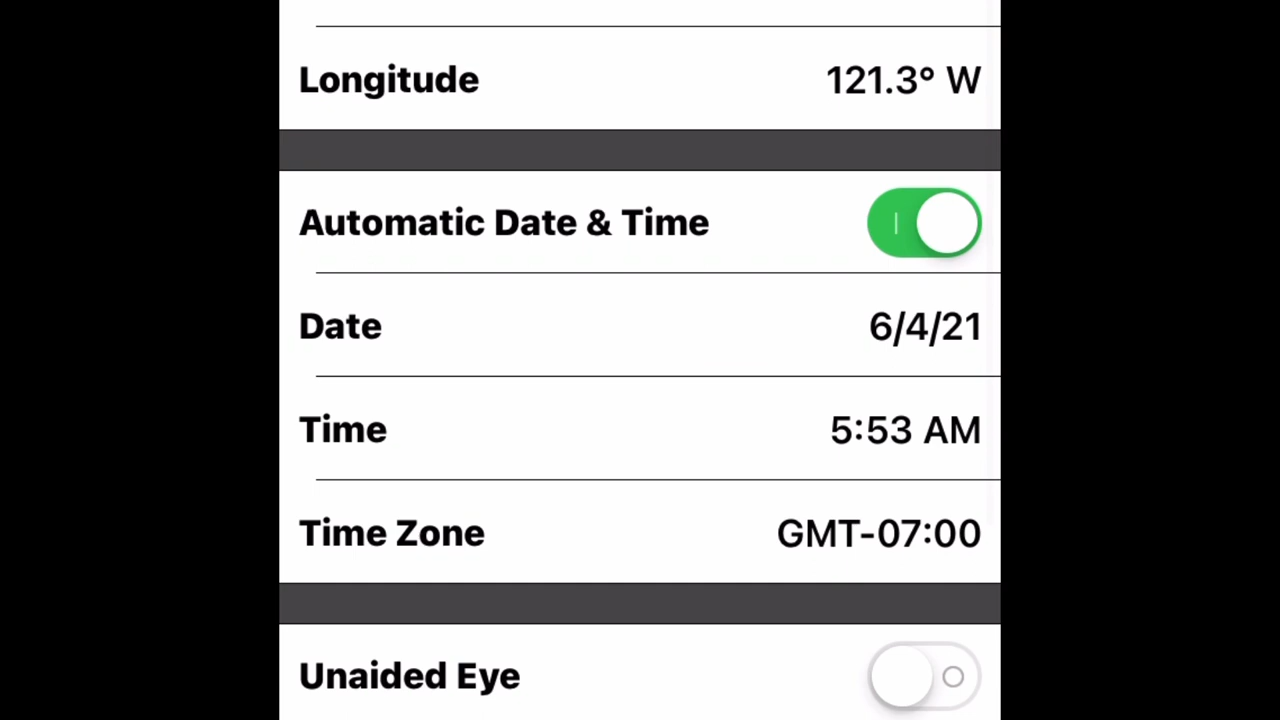 Longitude 121.3° W
Automatic Date & Time
Date 6/4/21
Time 5:53 AM
Time Zone GMT-07:00
Unaided Eye